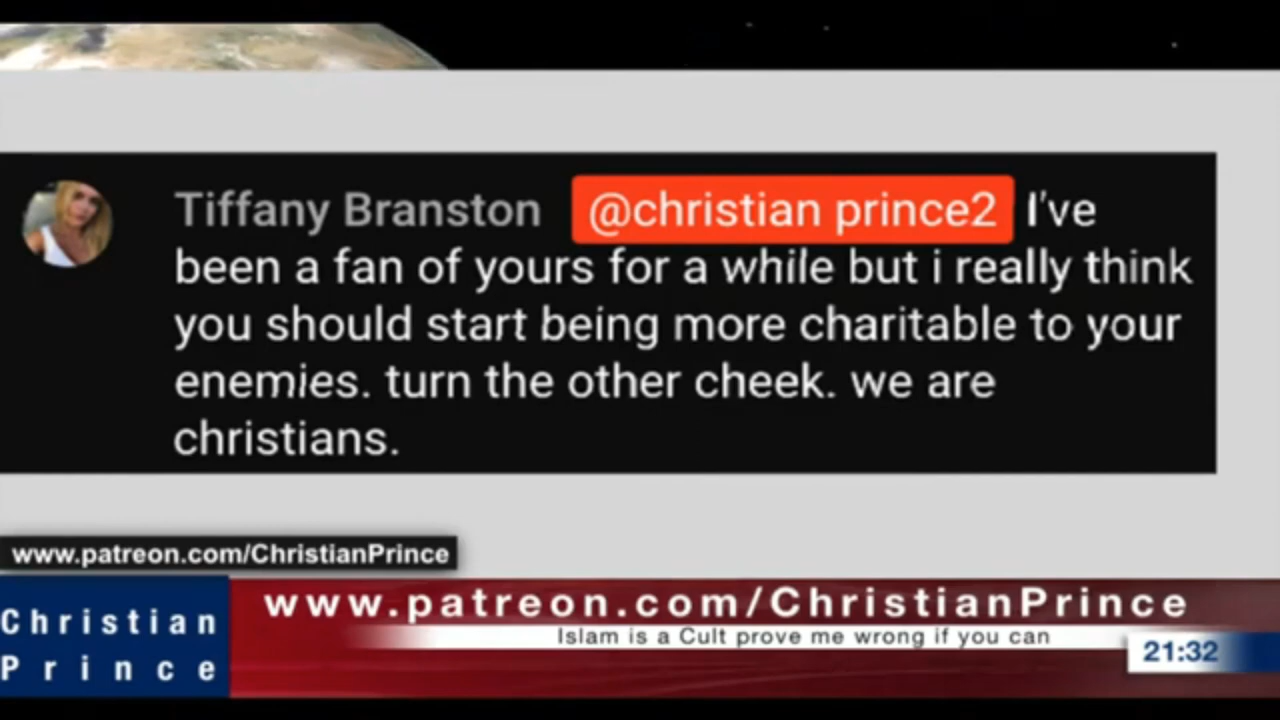 Tiffany Branston @christian prince2 I've
been a fan of yours for a while but i really think
you should start being more charitable to your
enemies. turn the other cheek. we are
christians.
www.patreon.com/ChristianPrince
Christian
Prince
www.patreon.com/ChristianPrince
Islam is a Cult prove me wrong if you can
21:32